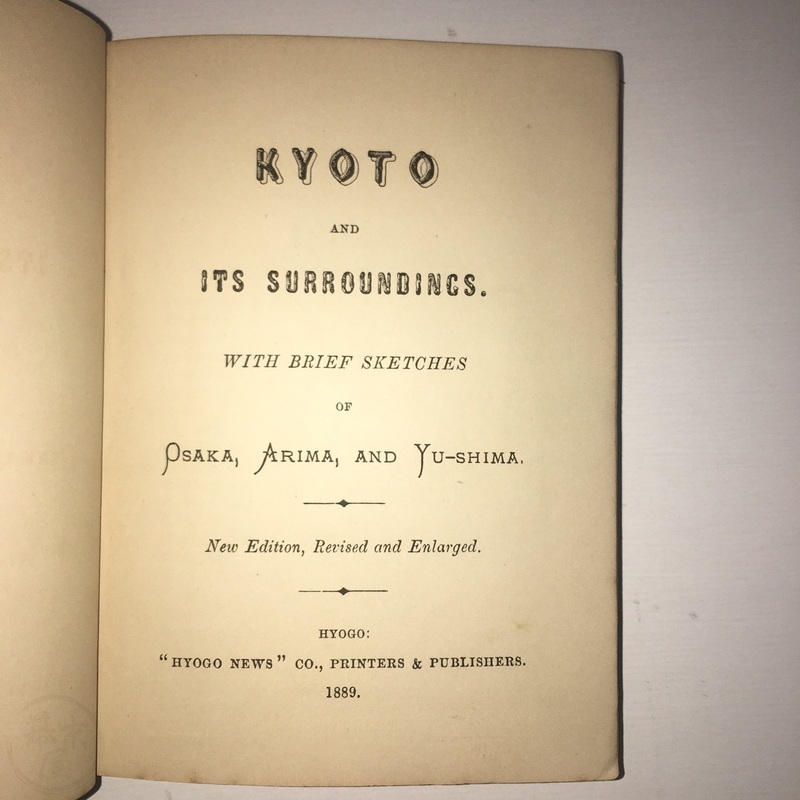 KYOTO
AND
ITS SURROUNDINGS.
WITH BRIEF SKETCHES
OF
OSAKA, ARIMA, AND YU-SHIMA.
New Edition, Revised and Enlarged.
HYOGO:
"HYOGO NEWS" CO., PRINTERS & PUBLISHERS.
1889.